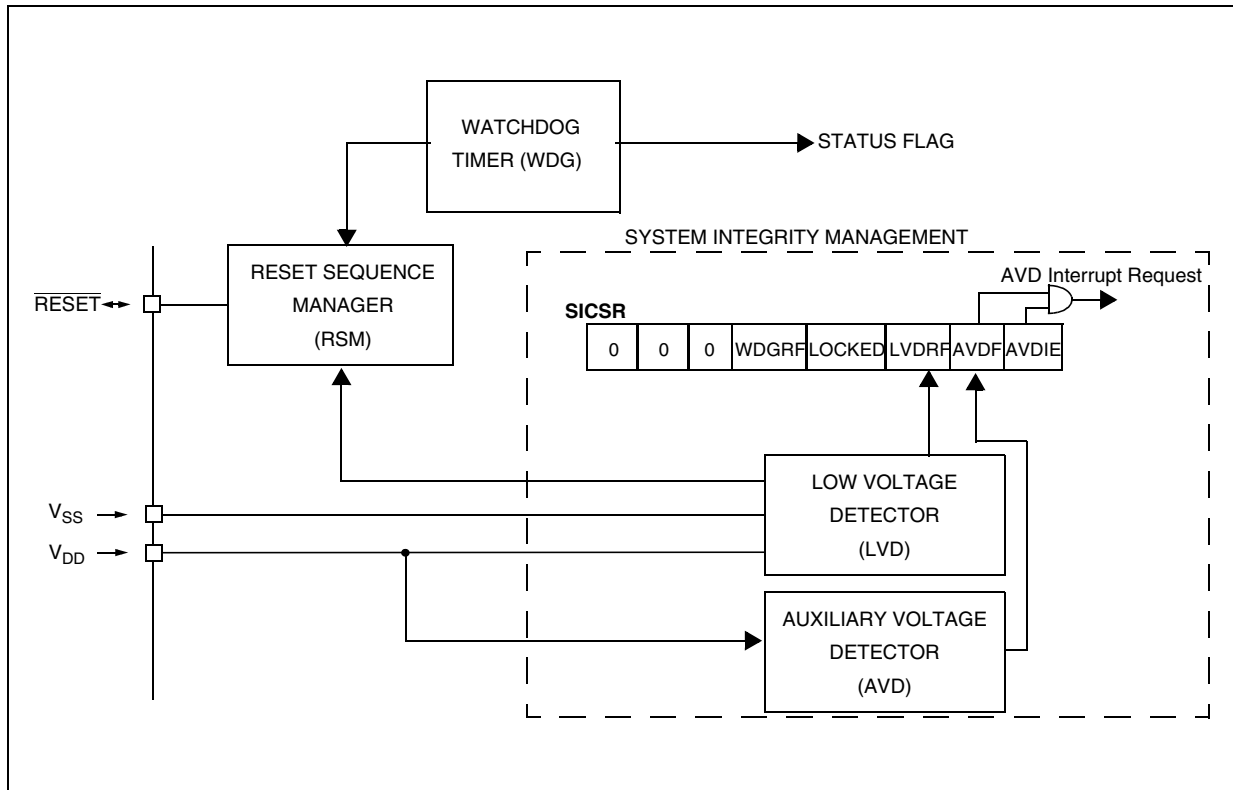 WATCHDOG
TIMER (WDG)
STATUS FLAG
SYSTEM INTEGRITY MANAGEMENT
RESET SEQUENCE
MANAGER
(RSM)
AVD Interrupt Request
RESET
SICSR
0 0 0 WDGRF LOCKED LVDRF AVDF AVDIE
LOW VOLTAGE
DETECTOR
(LVD)
VSS
VDD
AUXILIARY VOLTAGE
DETECTOR
(AVD)